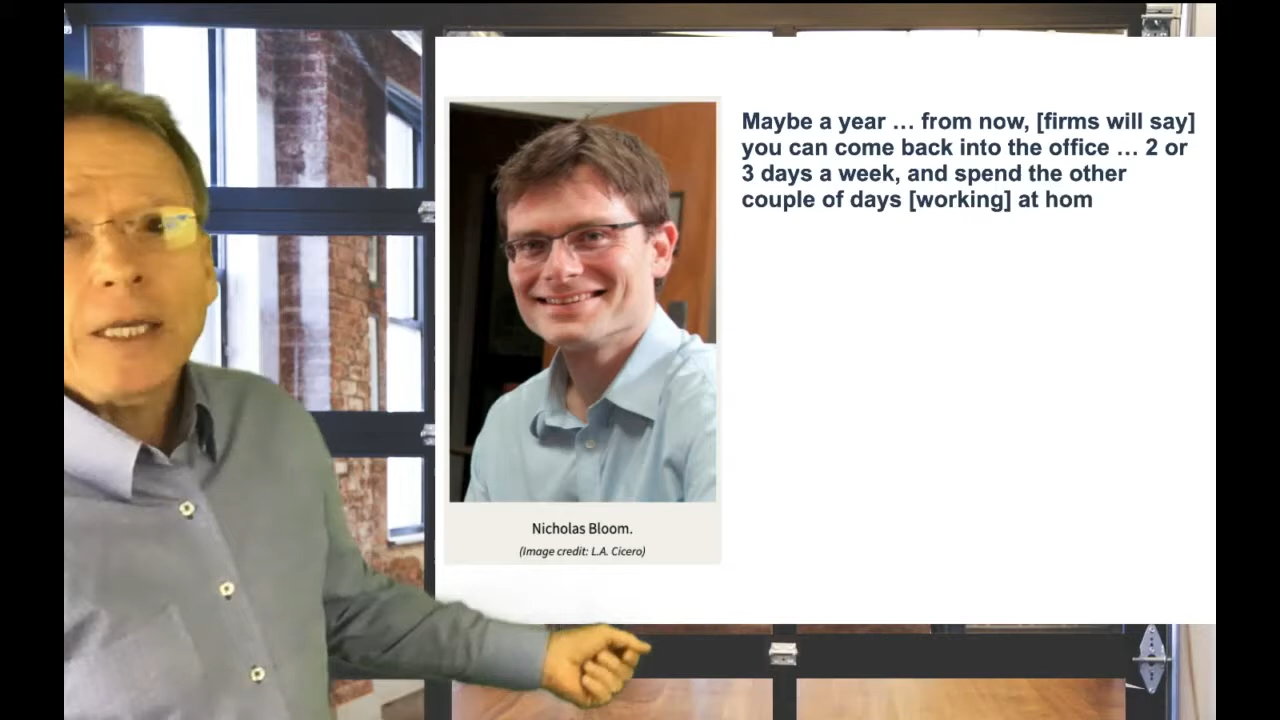 Maybe a year … from now, [firms will say]
you can come back into the office … 2 or
3 days a week, and spend the other
couple of days [working] at hom
Nicholas Bloom.
(Image credit: L.A. Cicero)